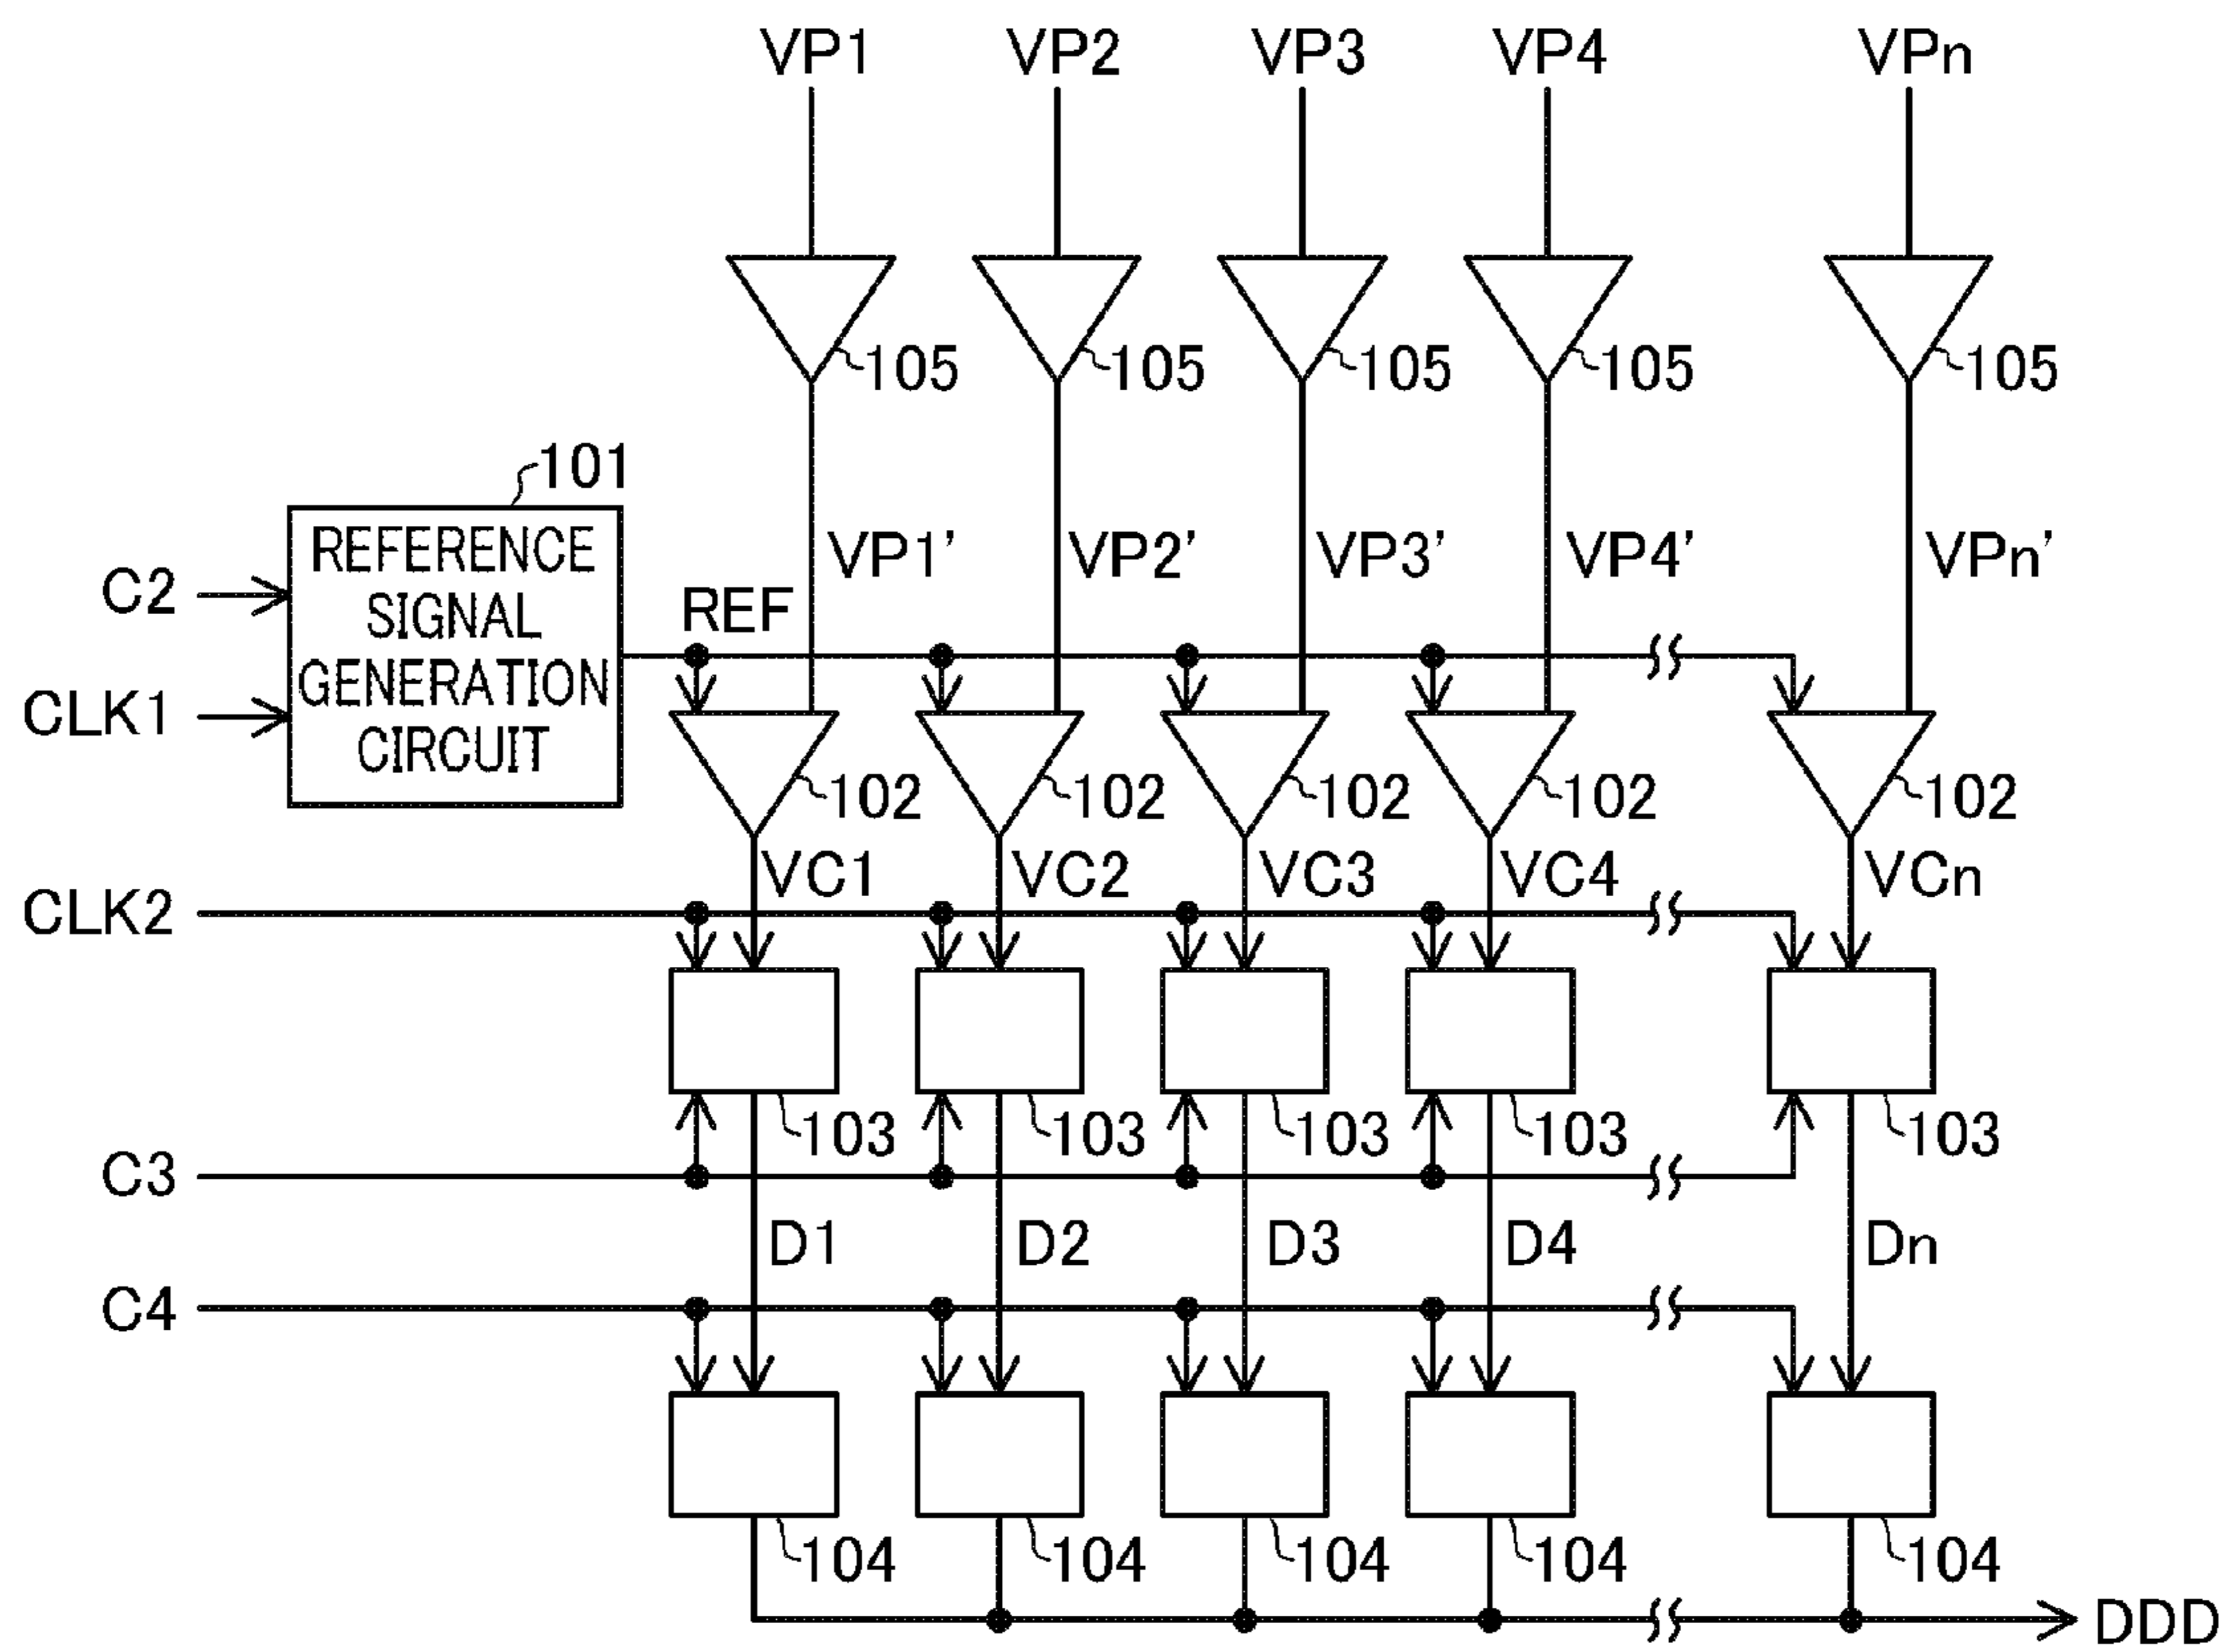 VP1 VP2 VP3 VP4 VPn
105 105 105 105 105
101
REFERENCE
SIGNAL
GENERATION
CIRCUIT
C2
CLK1
VP1' VP2' VP3' VP4' VPn'
REF
102 102 102 102 102
VC1 VC2 VC3 VC4 VCn
CLK2
103 103 103 103 103
C3
D1 D2 D3 D4 Dn
C4
104 104 104 104 104
DDD